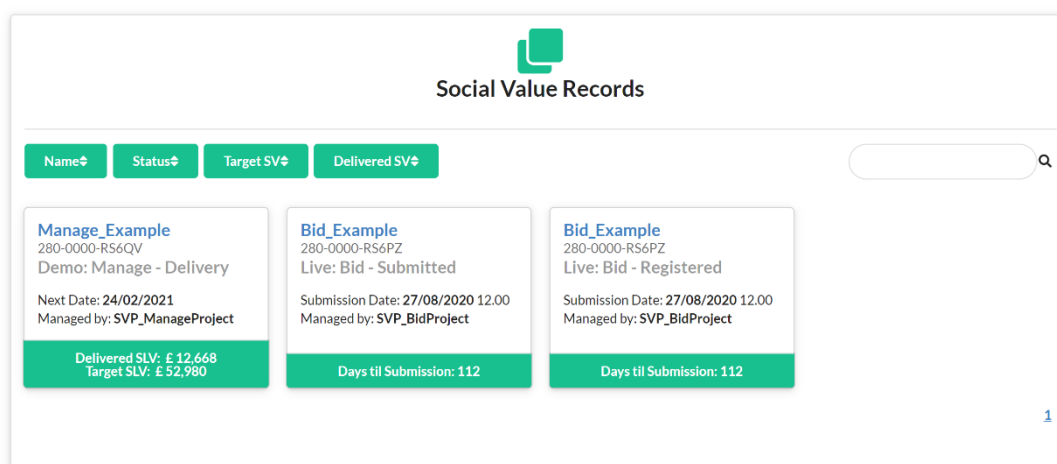 Social Value Records
Name Status Target SV Delivered SV
Manage_Example
280-0000-RS6QV
Demo: Manage - Delivery
Next Date: 24/02/2021
Managed by: SVP_ManageProject
Delivered SLV: £ 12,668
Target SLV: £ 52,980
Bid_Example
280-0000-RS6PZ
Live: Bid - Submitted
Submission Date: 27/08/2020 12.00
Managed by: SVP_BidProject
Days til Submission: 112
Bid_Example
280-0000-RS6PZ
Live: Bid - Registered
Submission Date: 27/08/2020 12.00
Managed by: SVP_BidProject
Days til Submission: 112
1